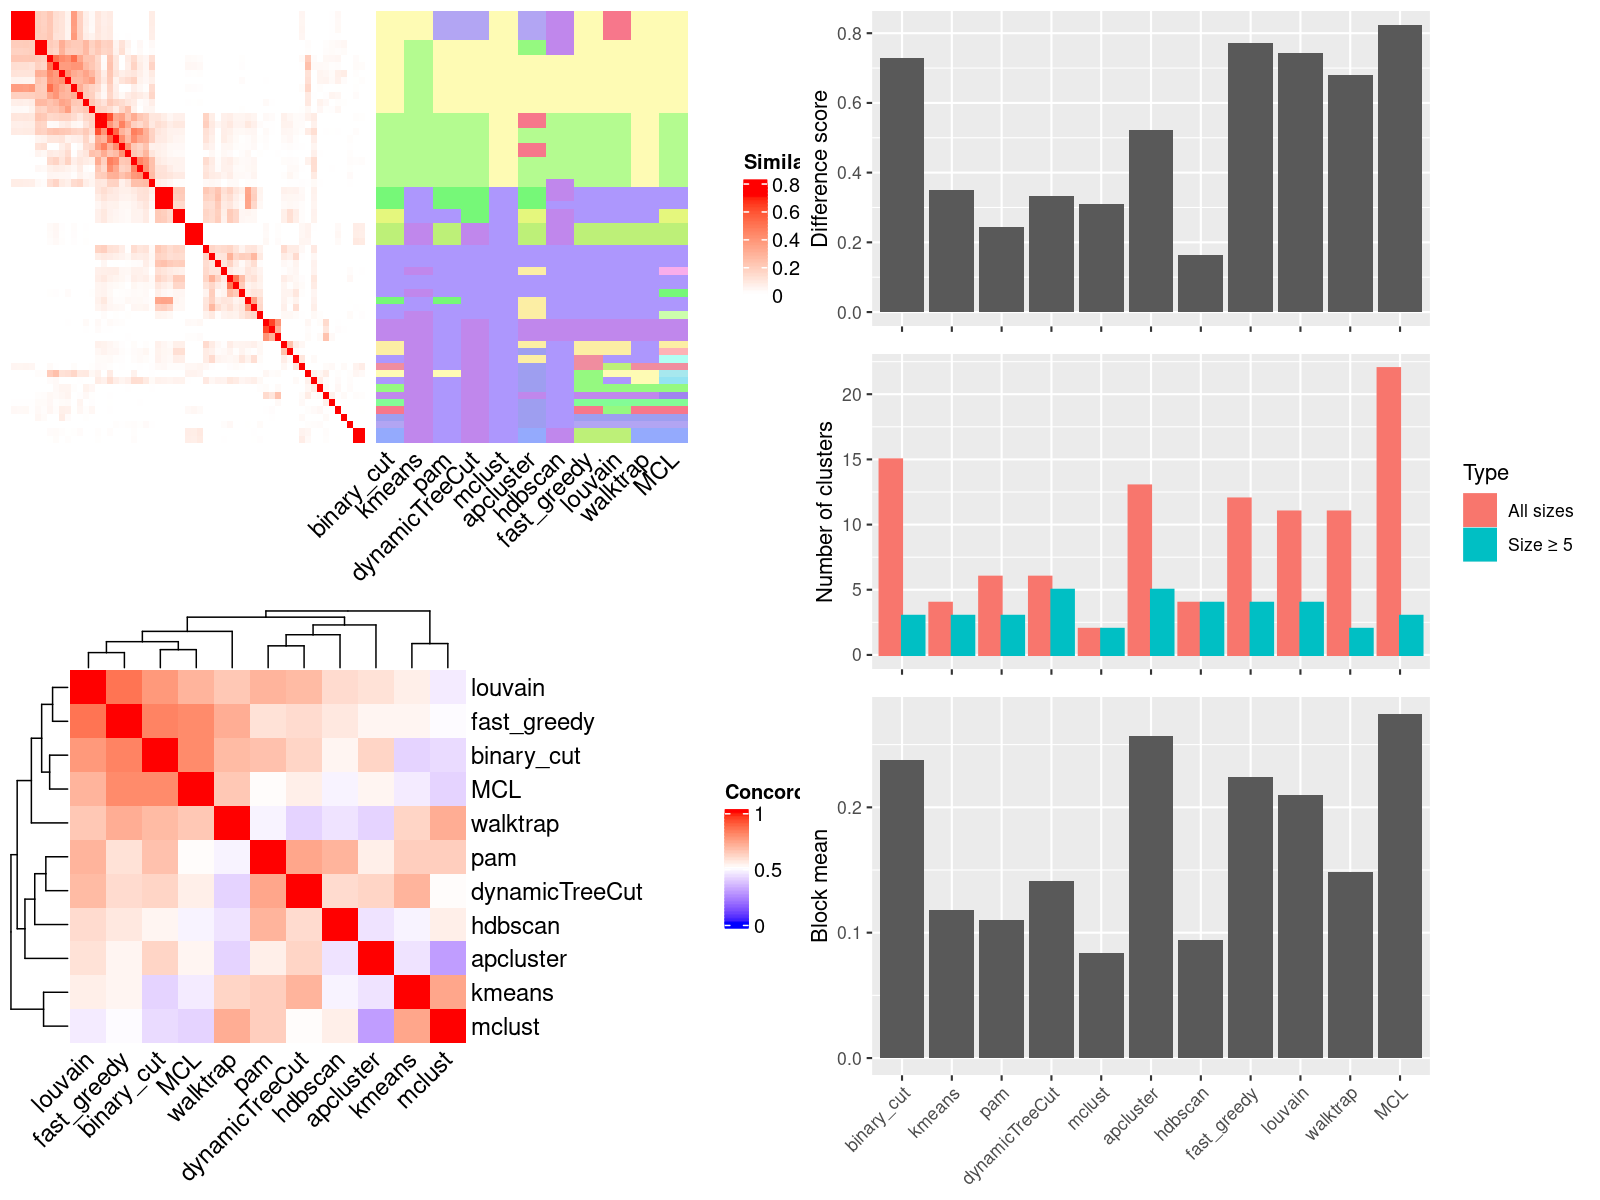 Simila
0.8
0.6
0.4
0.2
0
binary_cut
kmeans
pam
dynamicTreeCut
mclust
apcluster
hdbscan
fast_greedy
louvain
walktrap
MCL
louvain
fast_greedy
binary_cut
MCL
walktrap
pam
dynamicTreeCut
hdbscan
apcluster
kmeans
mclust
louvain
fast_greedy
binary_cut
MCL
walktrap
pam
dynamicTreeCut
hdbscan
apcluster
kmeans
mclust
Concord
1
0.5
0
Difference score
0.8
0.6
0.4
0.2
0.0
Number of clusters
20
15
10
5
0
Type
All sizes
Size ≥ 5
Block mean
0.2
0.1
0.0
binary_cut
kmeans
pam
dynamicTreeCut
mclust
apcluster
hdbscan
fast_greedy
louvain
walktrap
MCL